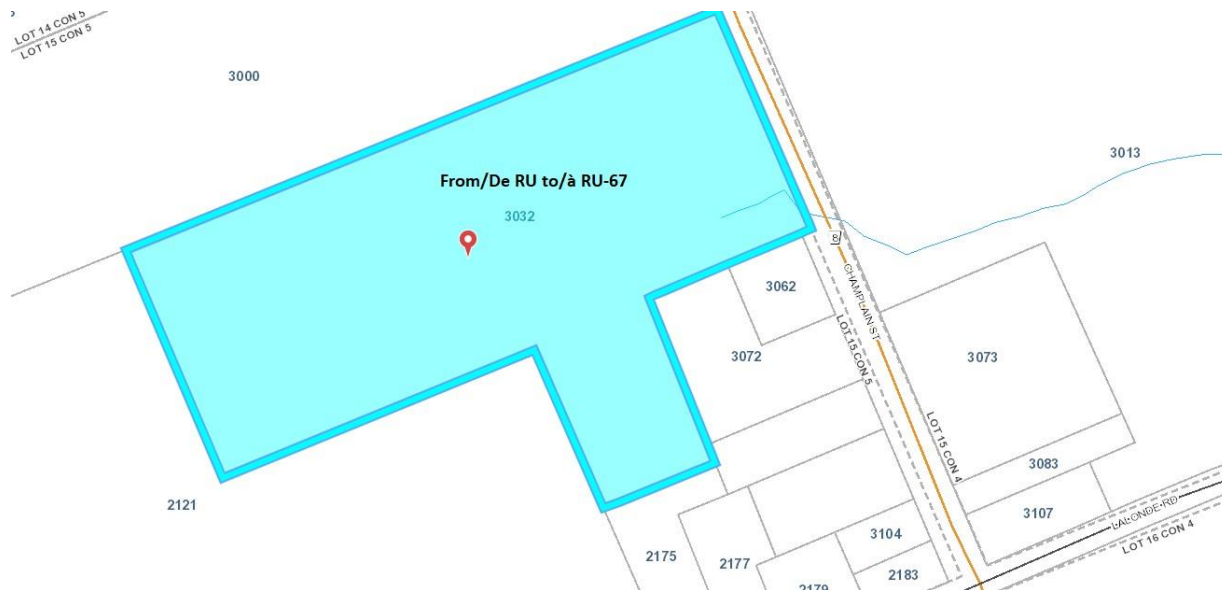 LOT 14 CON 5
LOT 15 CON 5
3000
3013
From/De RU to/à RU-67
3032
8
CHAMPLAIN ST
3062
LOT 15 CON 5
3072
3073
LOT 15 CON 4
3083
2121
3107
LALONDE RD
LOT 16 CON 4
3104
2175
2177
2183
2179